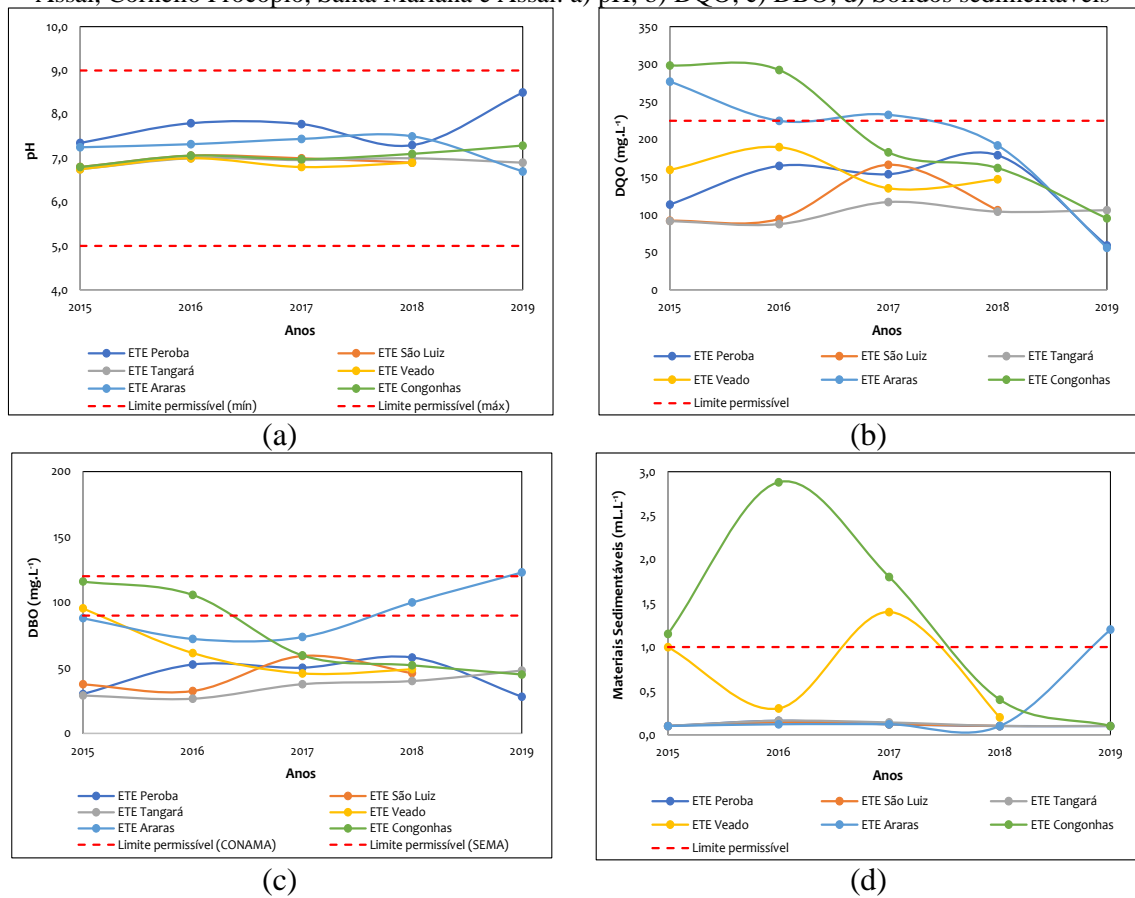 Assaí, Cornélio Procópio, Santa Mariana e Assaí: a) pH; b) DQO; c) DBO; d) Sólidos sedimentáveis
10,0
9,0
8,0
7,0
6,0
5,0
4,0
pH
2015 2016 2017 2018 2019
Anos
ETE Peroba ETE São Luiz
ETE Tangará ETE Veado
ETE Araras ETE Congonhas
Limite permissível (mín) Limite permissível (máx)
(a)
350
300
250
200
150
100
50
0
DQO (mg.L⁻¹)
2015 2016 2017 2018 2019
Anos
ETE Peroba ETE São Luiz ETE Tangará
ETE Veado ETE Araras ETE Congonhas
Limite permissível
(b)
200
150
100
50
0
DBO (mg.L⁻¹)
2015 2016 2017 2018 2019
Anos
ETE Peroba ETE São Luiz
ETE Tangará ETE Veado
ETE Araras ETE Congonhas
Limite permissível (CONAMA) Limite permissível (SEMA)
(c)
3,0
2,5
2,0
1,5
1,0
0,5
0,0
Materiais Sedimentáveis (mL.L⁻¹)
2015 2016 2017 2018 2019
Anos
ETE Peroba ETE São Luiz ETE Tangará
ETE Veado ETE Araras ETE Congonhas
Limite permissível
(d)